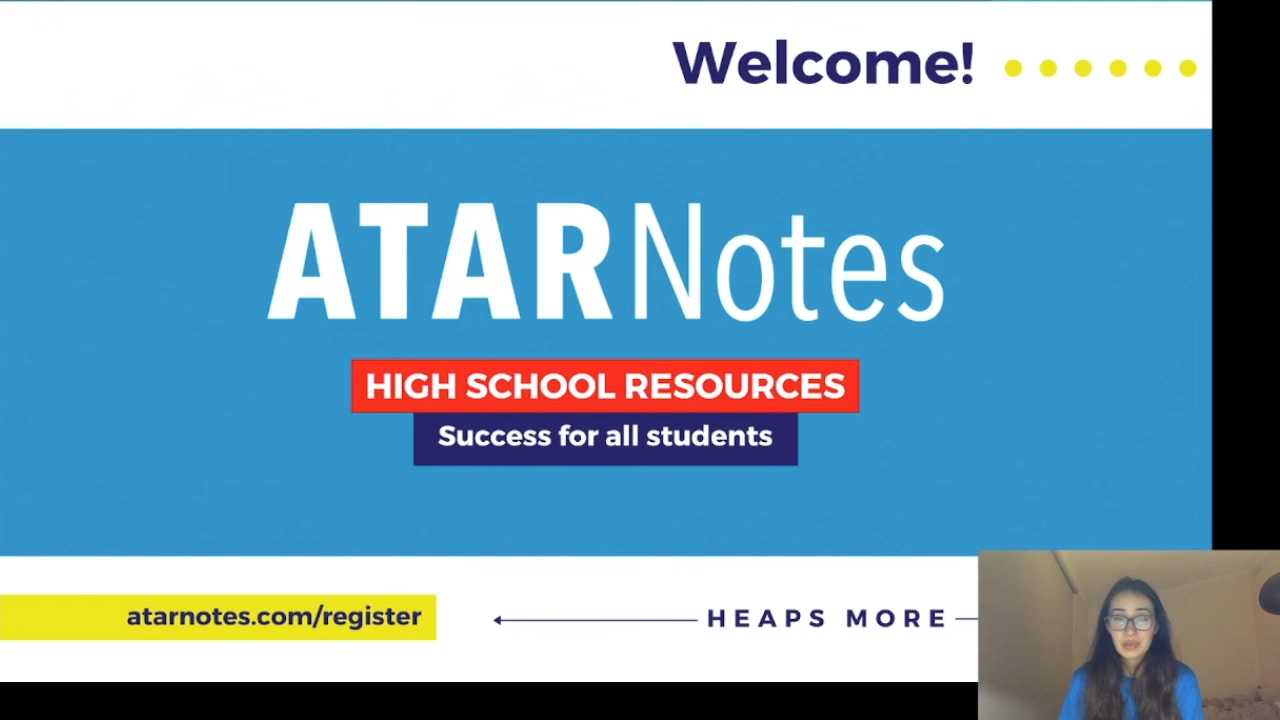 Welcome!
ATARNotes
HIGH SCHOOL RESOURCES
Success for all students
atarnotes.com/register
HEAPS MORE